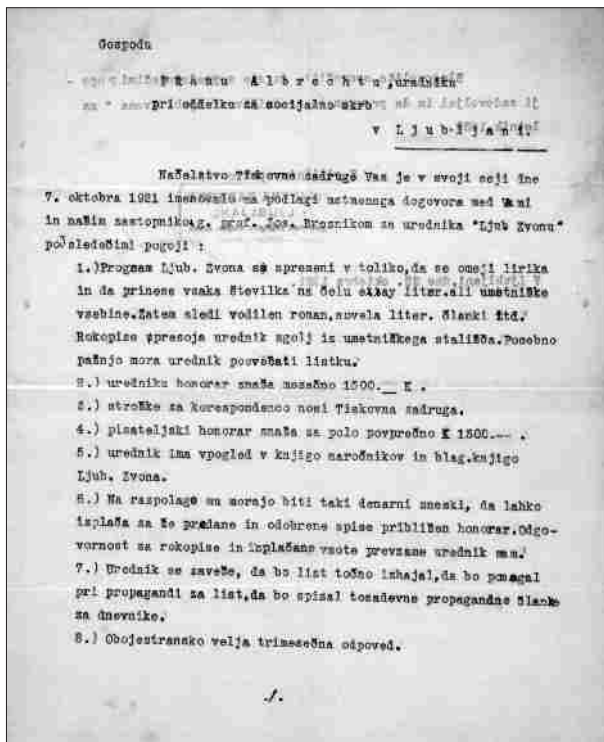 Gospodu
Franu Albrechtu, uradniku
pri oddelku za socijalno skrb
v Ljubljani.
Načelstvo Tiskovne zadruge Vas je v svoji seji dne
7. oktobra 1921 imenovalo na podlagi ustmenega dogovora med Vami
in našim zastopnikom g. prof. Jos. Brosnikom za urednika "Ljub Zvonu"
pod sledečimi pogoji :
1.)Program Ljub. Zvona se spremeni v toliko,da se omeji lirika
in da prinese vsaka številka na čelu essay liter.ali umetniške
vsebine.Zatem sledi vodilen roman,novela liter. članki itd.
Rokopise presoja urednik zgolj iz umetniškega stališča.Posebno
pažnjo mora urednik posvečati listku.
2.) uredniku honorar znaša mesečno 1500.__ K .
3.) stroške za korespondenco nosi Tiskovna zadruga.
4.) pisateljski honorar znaša za polo povprečno K 1500.-- .
5.) urednik ima vpogled v knjigo naročnikov in blag.knjigo
Ljub. Zvona.
6.) Na razpolago mu morajo biti taki denarni zneski, da lahko
izplača za že predane in odobrene spise približen honorar.Odgo-
vornost za rokopise in izplačane vsote prevzame urednik sam.
7.) Urednik se zaveže, da bo list točno izhajal,da bo pomagal
pri propagandi za list,da bo spisal tozadevne propagandne članke
za dnevnike.
8.) Obojestransko velja trimesečna odpoved.
./.